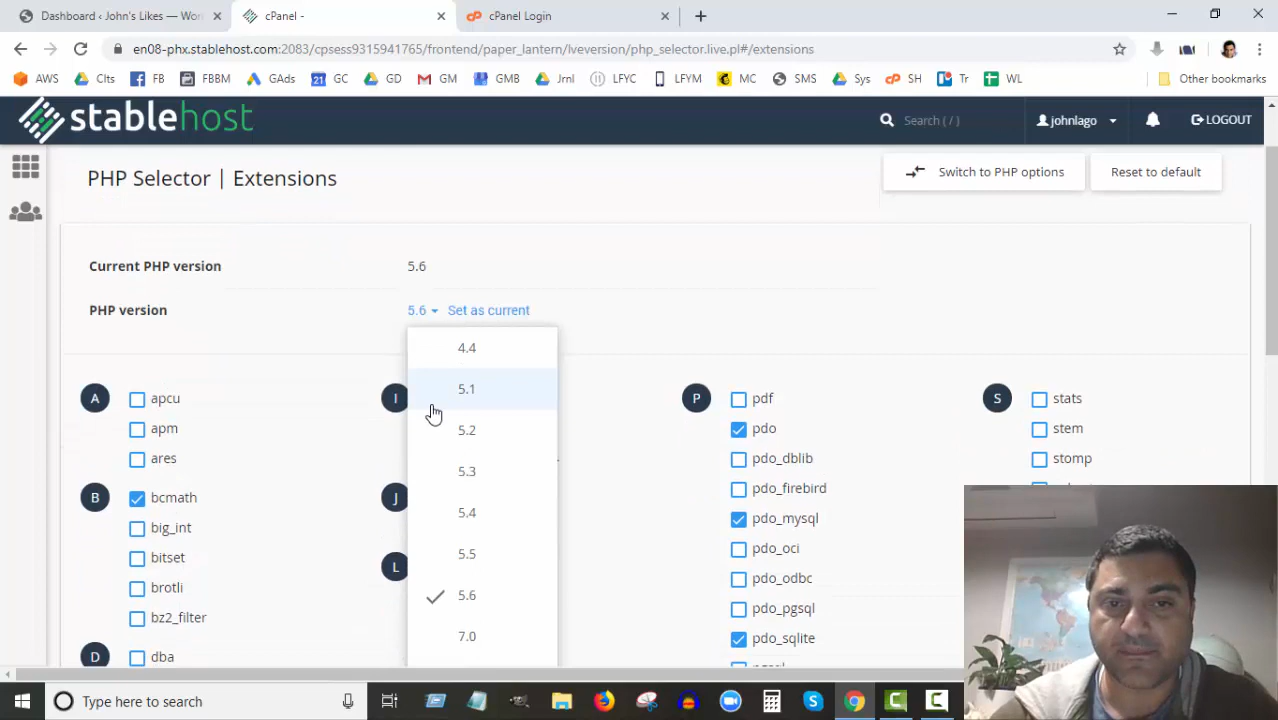 Dashboard ‹ John's Likes — Wor
cPanel -
cPanel Login
en08-phx.stablehost.com:2083/cpsess9315941765/frontend/paper_lantern/lveversion/php_selector.live.pl#/extensions
AWS
Clts
FB
FBBM
GAds
GC
GD
GM
GMB
Jrnl
LFYC
LFYM
MC
SMS
Sys
SH
Tr
WL
Other bookmarks
stablehost
Search ( / )
johnlago
LOGOUT
PHP Selector | Extensions
Switch to PHP options
Reset to default
Current PHP version
5.6
PHP version
5.6
Set as current
4.4
5.1
5.2
5.3
5.4
5.5
5.6
7.0
A
apcu
apm
ares
B
bcmath
big_int
bitset
brotli
bz2_filter
D
dba
I
J
L
P
pdf
pdo
pdo_dblib
pdo_firebird
pdo_mysql
pdo_oci
pdo_odbc
pdo_pgsql
pdo_sqlite
S
stats
stem
stomp
Type here to search